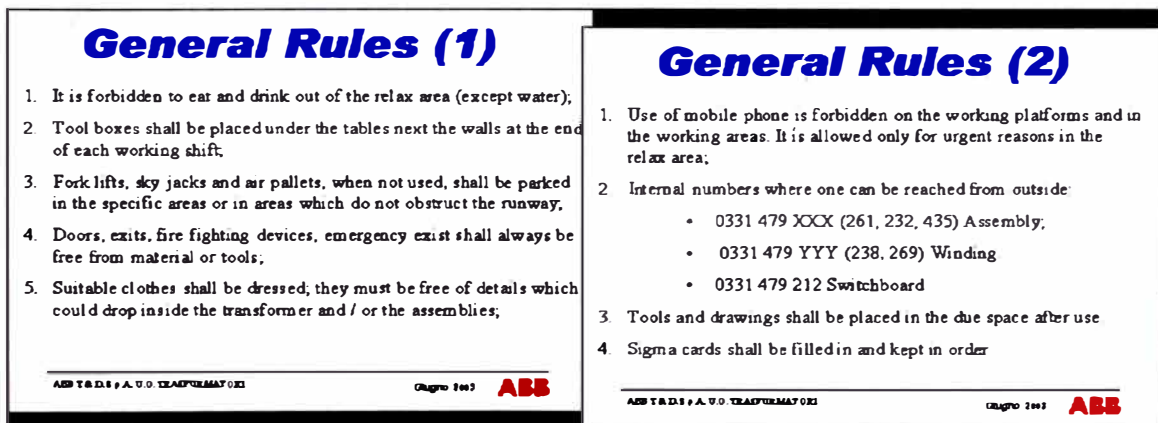 General Rules (1)
1. It is forbidden to eat and drink out of the relax area (except water);
2. Tool boxes shall be placed under the tables next the walls at the end
of each working shift;
3. Fork lifts, sky jacks and air pallets, when not used, shall be parked
in the specific areas or in areas which do not obstruct the runway;
4. Doors, exits, fire fighting devices, emergency exist shall always be
free from material or tools;
5. Suitable clothes shall be dressed; they must be free of details which
could drop inside the transformer and / or the assemblies;
ABB T&D S.p.A. U.O. TRASFORMATORI
Giugno 2003
ABB
General Rules (2)
1. Use of mobile phone is forbidden on the working platforms and in
the working areas. It is allowed only for urgent reasons in the
relax area;
2. Internal numbers where one can be reached from outside:
• 0331 479 XXX (261, 232, 435) Assembly;
• 0331 479 YYY (238, 269) Winding
• 0331 479 212 Switchboard
3. Tools and drawings shall be placed in the due space after use
4. Sigma cards shall be filled in and kept in order
ABB T&D S.p.A. U.O. TRASFORMATORI
Giugno 2003
ABB